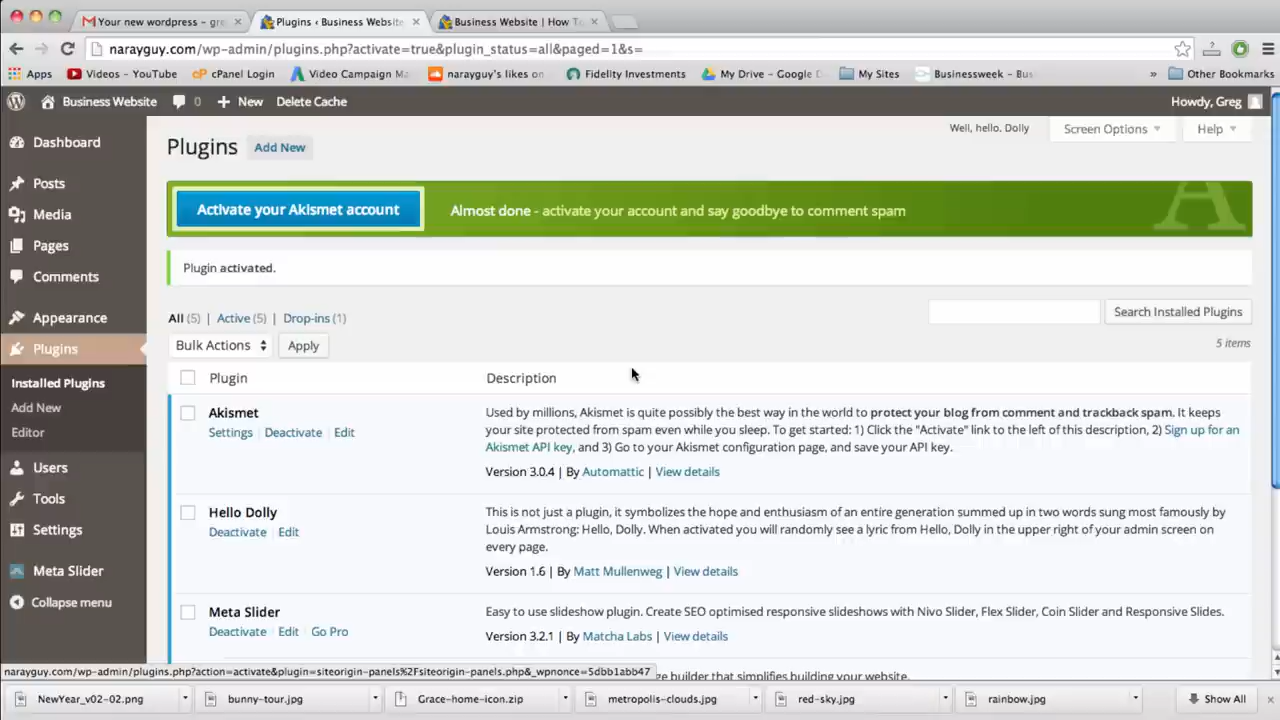 Your new wordpress – gre
Plugins ‹ Business Website
Business Website | How To
narayguy.com/wp-admin/plugins.php?activate=true&plugin_status=all&paged=1&s=
Apps Videos - YouTube cPanel Login Video Campaign Ma narayguy's likes on Fidelity Investments My Drive - Google D My Sites Businessweek - Bus » Other Bookmarks
Business Website 0 + New Delete Cache Howdy, Greg
Well, hello. Dolly Screen Options Help
Dashboard
Posts
Media
Pages
Comments
Appearance
Plugins
Installed Plugins
Add New
Editor
Users
Tools
Settings
Meta Slider
Collapse menu
Plugins Add New
Activate your Akismet account Almost done - activate your account and say goodbye to comment spam
Plugin activated.
All (5) | Active (5) | Drop-ins (1) Search Installed Plugins
Bulk Actions Apply 5 items
Plugin Description
Akismet
Settings | Deactivate | Edit
Used by millions, Akismet is quite possibly the best way in the world to protect your blog from comment and trackback spam. It keeps
your site protected from spam even while you sleep. To get started: 1) Click the "Activate" link to the left of this description, 2) Sign up for an
Akismet API key, and 3) Go to your Akismet configuration page, and save your API key.
Version 3.0.4 | By Automattic | View details
Hello Dolly
Deactivate | Edit
This is not just a plugin, it symbolizes the hope and enthusiasm of an entire generation summed up in two words sung most famously by
Louis Armstrong: Hello, Dolly. When activated you will randomly see a lyric from Hello, Dolly in the upper right of your admin screen on
every page.
Version 1.6 | By Matt Mullenweg | View details
Meta Slider
Deactivate | Edit | Go Pro
Easy to use slideshow plugin. Create SEO optimised responsive slideshows with Nivo Slider, Flex Slider, Coin Slider and Responsive Slides.
Version 3.2.1 | By Matcha Labs | View details
builder that simplifies building your website.
narayguy.com/wp-admin/plugins.php?action=activate&plugin=siteorigin-panels%2Fsiteorigin-panels.php&_wpnonce=5dbb1abb47
NewYear_v02-02.png bunny-tour.jpg Grace-home-icon.zip metropolis-clouds.jpg red-sky.jpg rainbow.jpg Show All